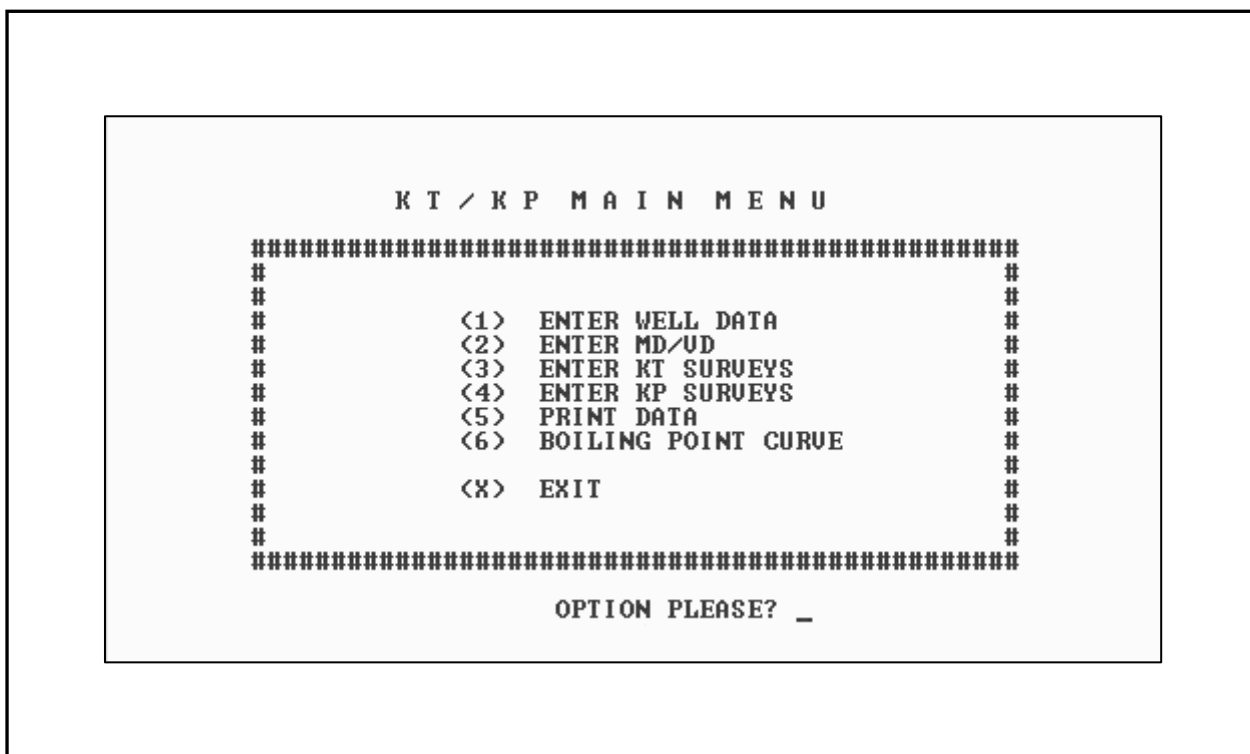 K T / K P  M A I N  M E N U
################################################
#                                              #
#                                              #
#            (1)  ENTER WELL DATA              #
#            (2)  ENTER MD/VD                  #
#            (3)  ENTER KT SURVEYS             #
#            (4)  ENTER KP SURVEYS             #
#            (5)  PRINT DATA                   #
#            (6)  BOILING POINT CURVE          #
#                                              #
#            (X)  EXIT                         #
#                                              #
#                                              #
################################################
OPTION PLEASE? _